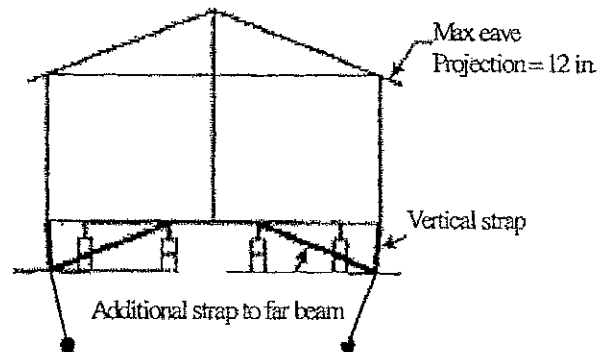 Max eave
Projection = 12 in.
Vertical strap
Additional strap to far beam